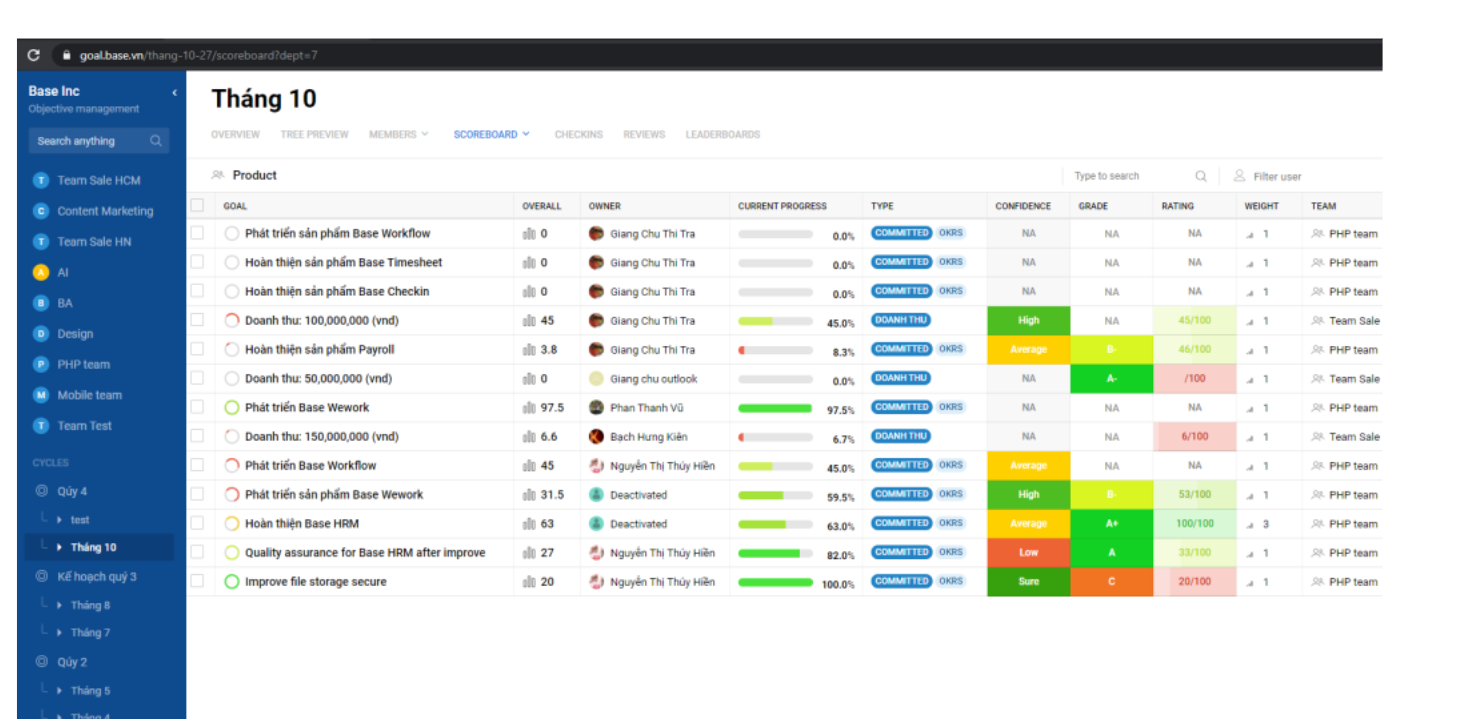 goal.base.vn/thang-10-27/scoreboard?dept=7
Base Inc
Objective management
Search anything
T Team Sale HCM
C Content Marketing
T Team Sale HN
A AI
B BA
D Design
P PHP team
M Mobile team
T Team Test
CYCLES
Qúy 4
test
Tháng 10
Kế hoạch quý 3
Tháng 8
Tháng 7
Qúy 2
Tháng 5
Tháng 4
Tháng 10
OVERVIEW TREE PREVIEW MEMBERS SCOREBOARD CHECKINS REVIEWS LEADERBOARDS
Product Type to search Filter user
GOAL OVERALL OWNER CURRENT PROGRESS TYPE CONFIDENCE GRADE RATING WEIGHT TEAM
Phát triển sản phẩm Base Workflow 0 Giang Chu Thi Tra 0.0% COMMITTED OKRS NA NA NA 1 PHP team
Hoàn thiện sản phẩm Base Timesheet 0 Giang Chu Thi Tra 0.0% COMMITTED OKRS NA NA NA 1 PHP team
Hoàn thiện sản phẩm Base Checkin 0 Giang Chu Thi Tra 0.0% COMMITTED OKRS NA NA NA 1 PHP team
Doanh thu: 100,000,000 (vnd) 45 Giang Chu Thi Tra 45.0% DOANH THU High NA 45/100 1 Team Sale
Hoàn thiện sản phẩm Payroll 3.8 Giang Chu Thi Tra 8.3% COMMITTED OKRS Average B- 46/100 1 PHP team
Doanh thu: 50,000,000 (vnd) 0 Giang chu outlook 0.0% DOANH THU NA A- /100 1 Team Sale
Phát triển Base Wework 97.5 Phan Thanh Vũ 97.5% COMMITTED OKRS NA NA NA 1 PHP team
Doanh thu: 150,000,000 (vnd) 6.6 Bạch Hưng Kiên 6.7% DOANH THU NA NA 6/100 1 Team Sale
Phát triển Base Workflow 45 Nguyễn Thị Thúy Hiền 45.0% COMMITTED OKRS Average NA NA 1 PHP team
Phát triển sản phẩm Base Wework 31.5 Deactivated 59.5% COMMITTED OKRS High B- 53/100 1 PHP team
Hoàn thiện Base HRM 63 Deactivated 63.0% COMMITTED OKRS Average A+ 100/100 3 PHP team
Quality assurance for Base HRM after improve 27 Nguyễn Thị Thúy Hiền 82.0% COMMITTED OKRS Low A 33/100 1 PHP team
Improve file storage secure 20 Nguyễn Thị Thúy Hiền 100.0% COMMITTED OKRS Sure C 20/100 1 PHP team